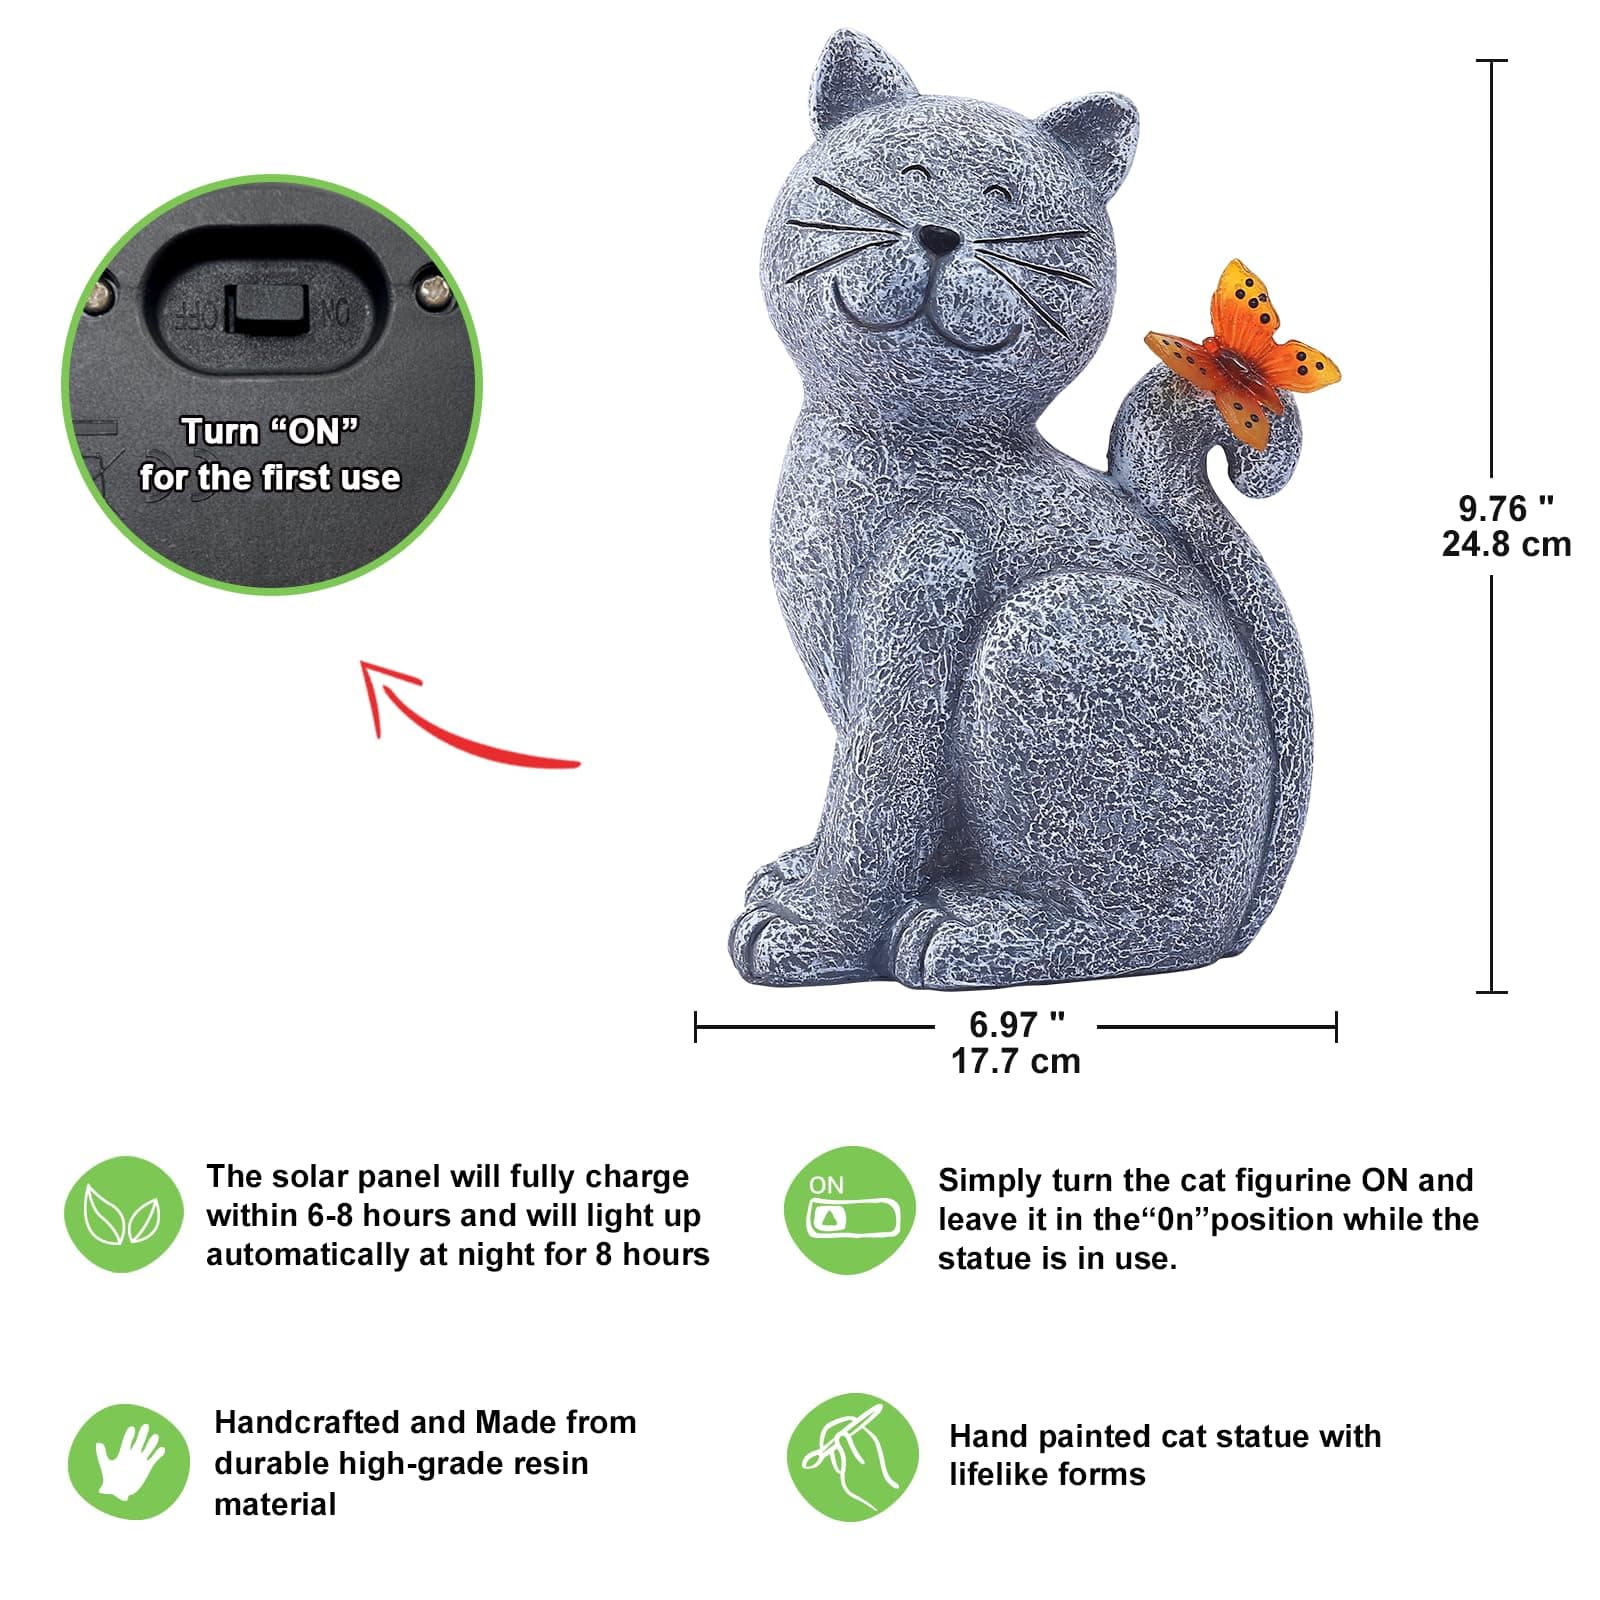 OFF
ON
Turn “ON”
for the first use
9.76 "
24.8 cm
6.97 "
17.7 cm
The solar panel will fully charge
within 6-8 hours and will light up
automatically at night for 8 hours
ON
Simply turn the cat figurine ON and
leave it in the“0n”position while the
statue is in use.
Handcrafted and Made from
durable high-grade resin
material
Hand painted cat statue with
lifelike forms